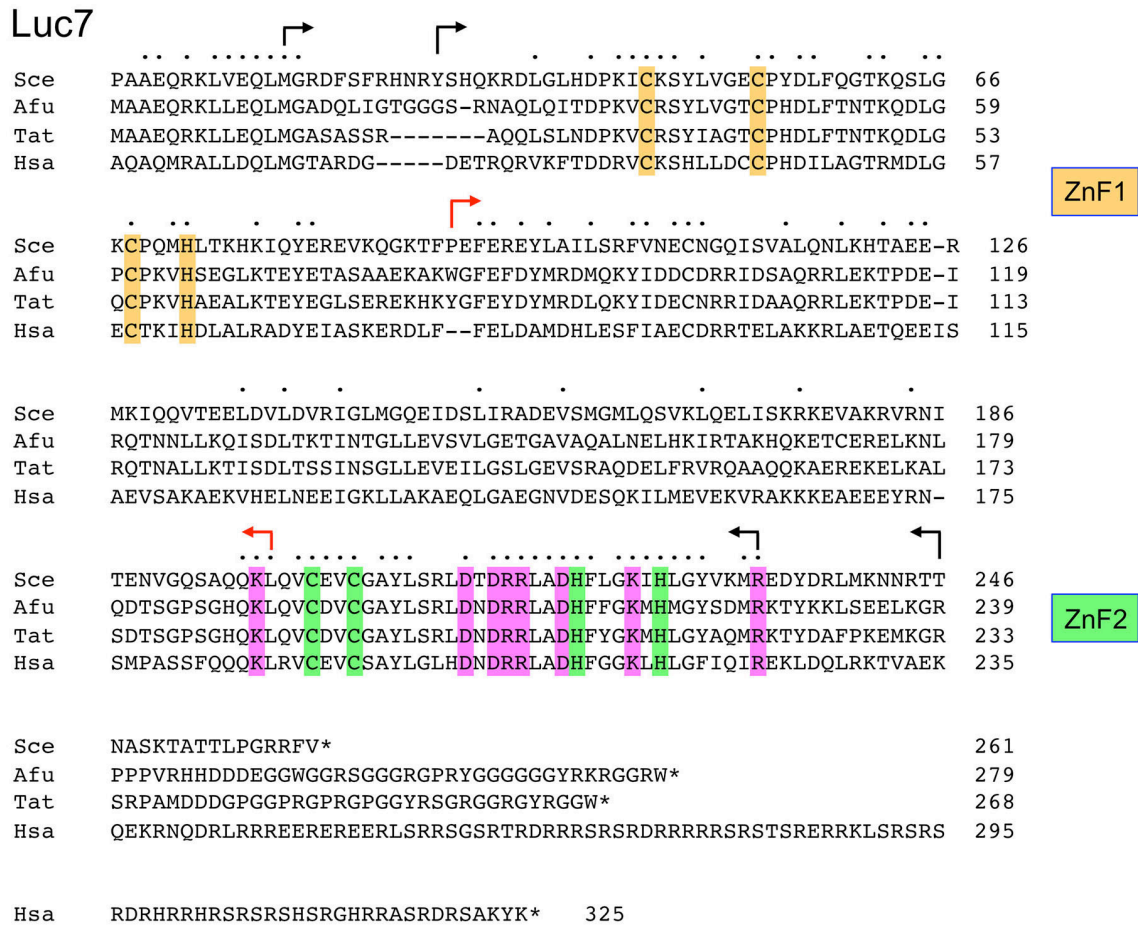 Luc7
Sce PAAEQRKLVEQLMGRDFSFRHNRYSHQKRDLGLHDPKICKSYLVGECPYDLFQGTKQSLG 66
Afu MAAEQRKLLEQLMGADQLIGTGGGS-RNAQLQITDPKVCRSYLVGTCPHDLFTNTKQDLG 59
Tat MAAEQRKLLEQLMGASASSR-------AQQLSLNDPKVCRSYIAGTCPHDLFTNTKQDLG 53
Hsa AQAQMRALLDQLMGTARDG-----DETRQRVKFTDDRVCKSHLLDCCPHDILAGTRMDLG 57
ZnF1
Sce KCPQMHLTKHKIQYEREVKQGKTFPEFEREYLAILSRFVNECNGQISVALQNLKHTAEE-R 126
Afu PCPKVHSEGLKTEYETASAAEKAKWGFEFDYMRDMQKYIDDCDRRIDSAQRRLEKTPDE-I 119
Tat QCPKVHAEALKTEYEGLSEREKHKYGFEYDYMRDLQKYIDECNRRIDAAQRRLEKTPDE-I 113
Hsa ECTKIHDLALRADYEIASKERDLF--FELDAMDHLESFIAECDRRTELAKKRLAETQEEIS 115
Sce MKIQQVTEELDVLDVRIGLMGQEIDSLIRADEVSMGMLQSVKLQELISKRKEVAKRVRNI 186
Afu RQTNNLLKQISDLTKTINTGLLEVSVLGETGAVAQALNELHKIRTAKHQKETCERELKNL 179
Tat RQTNALLKTISDLTSSINSGLLEVEILGSLGEVSRAQDELFRVRQAAQQKAEREKELKAL 173
Hsa AEVSAKAEKVHELNEEIGKLLAKAEQLGAEGNVDESQKILMEVEKVRAKKKEAEEEYRN- 175
Sce TENVGQSAQQKLQVCEVCGAYLSRLDTDRRLADHFLGKIHLGYVKMREDYDRLMKNNRTT 246
Afu QDTSGPSGHQKLQVCDVCGAYLSRLDNDRRLADHFFGKMHMGYSDMRKTYKKLSEELKGR 239
Tat SDTSGPSGHQKLQVCDVCGAYLSRLDNDRRLADHFYGKMHLGYAQMRKTYDAFPKEMKGR 233
Hsa SMPASSFQQQKLRVCEVCSAYLGLHDNDRRLADHFGGKLHLGFIQIREKLDQLRKTVAEK 235
ZnF2
Sce NASKTATTLPGRRFV* 261
Afu PPPVRHHDDDEGGWGGRSGGGRGPRYGGGGGGYRKRGGRW* 279
Tat SRPAMDDDGPGGPRGPRGPGGYRSGRGGRGYRGGW* 268
Hsa QEKRNQDRLRRREEREREERLSRRSGSRTRDRRRSRSRDRRRRRSRSTSRERRKLSRSRS 295
Hsa RDRHRRHRSRSRSHSRGHRRASRDRSAKYK* 325